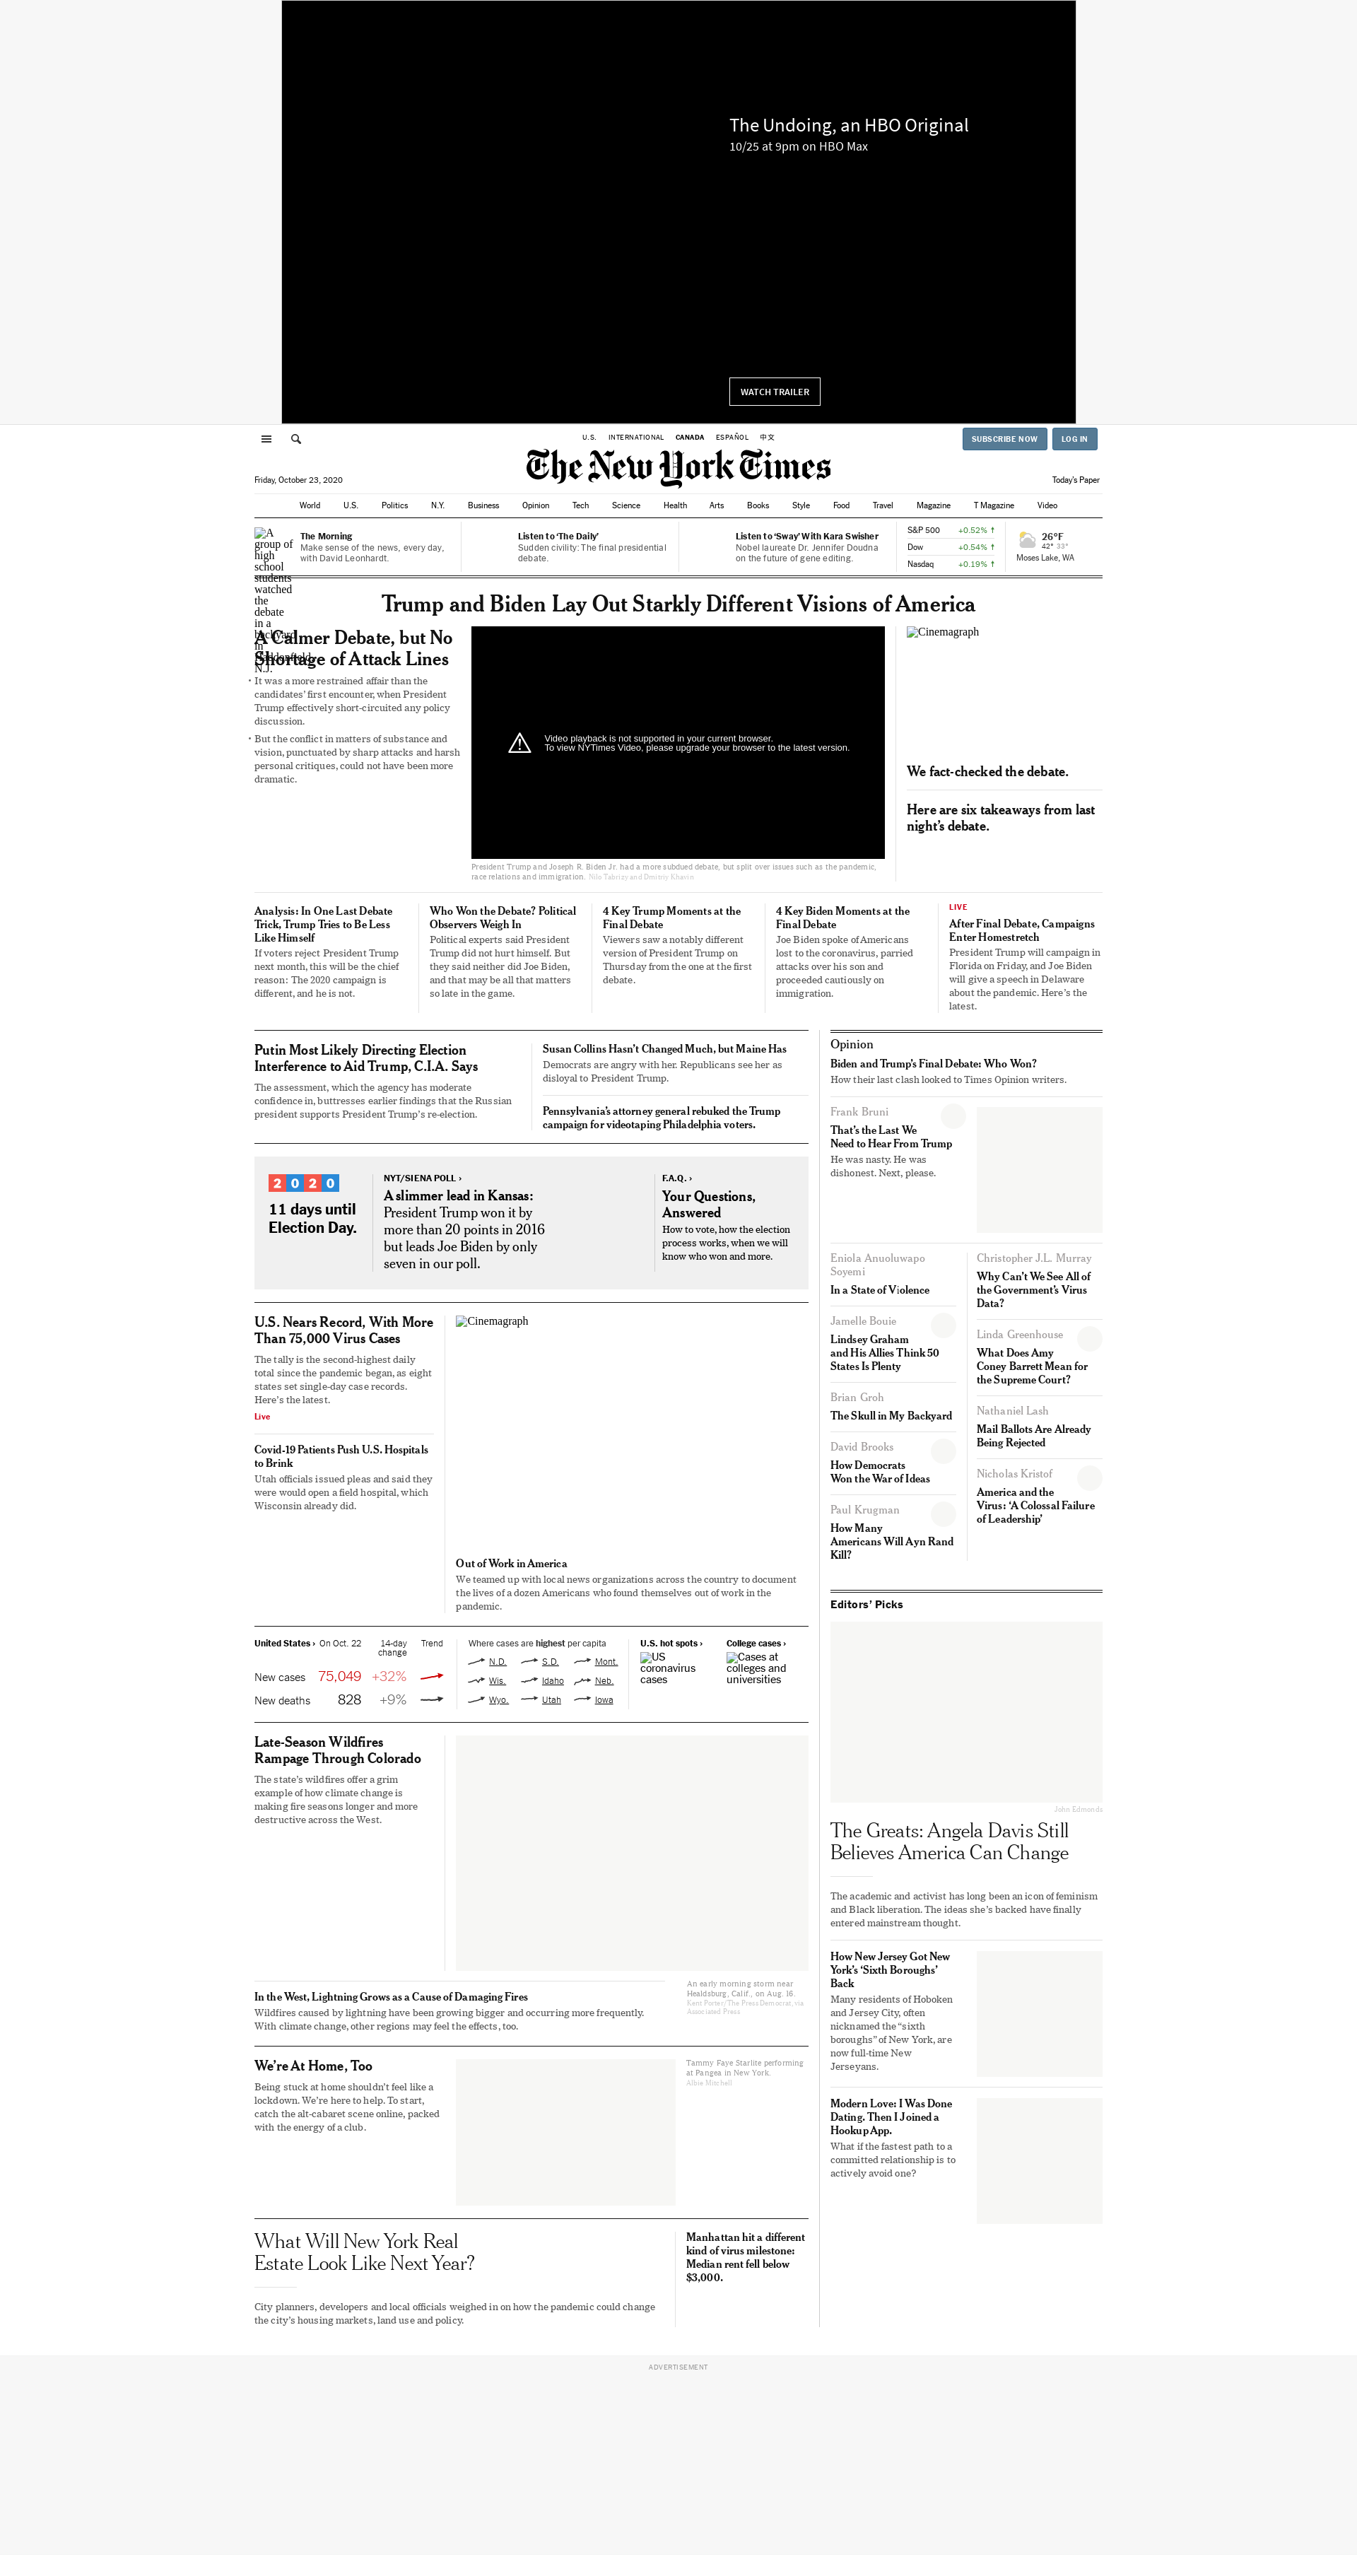 The Undoing, an HBO Original
10/25 at 9pm on HBO Max
WATCH TRAILER
U.S. INTERNATIONAL CANADA ESPAÑOL 中文
SUBSCRIBE NOW LOG IN
The New York Times
Friday, October 23, 2020
Today's Paper
World U.S. Politics N.Y. Business Opinion Tech Science Health Arts Books Style Food Travel Magazine T Magazine Video
A group of high school students watched the debate in a backyard in Haddonfield, N.J.
The Morning
Make sense of the news, every day,
with David Leonhardt.
Listen to ‘The Daily’
Sudden civility: The final presidential
debate.
Listen to ‘Sway’ With Kara Swisher
Nobel laureate Dr. Jennifer Doudna
on the future of gene editing.
S&P 500 +0.52% ↑
Dow +0.54% ↑
Nasdaq +0.19% ↑
26°F
42° 33°
Moses Lake, WA
Trump and Biden Lay Out Starkly Different Visions of America
A Calmer Debate, but No
Shortage of Attack Lines
• It was a more restrained affair than the
candidates’ first encounter, when President
Trump effectively short-circuited any policy
discussion.
• But the conflict in matters of substance and
vision, punctuated by sharp attacks and harsh
personal critiques, could not have been more
dramatic.
Video playback is not supported in your current browser.
To view NYTimes Video, please upgrade your browser to the latest version.
President Trump and Joseph R. Biden Jr. had a more subdued debate, but split over issues such as the pandemic,
race relations and immigration. Nilo Tabrizy and Dmitriy Khavin
Cinemagraph
We fact-checked the debate.
Here are six takeaways from last
night’s debate.
Analysis: In One Last Debate
Trick, Trump Tries to Be Less
Like Himself
If voters reject President Trump
next month, this will be the chief
reason: The 2020 campaign is
different, and he is not.
Who Won the Debate? Political
Observers Weigh In
Political experts said President
Trump did not hurt himself. But
they said neither did Joe Biden,
and that may be all that matters
so late in the game.
4 Key Trump Moments at the
Final Debate
Viewers saw a notably different
version of President Trump on
Thursday from the one at the first
debate.
4 Key Biden Moments at the
Final Debate
Joe Biden spoke of Americans
lost to the coronavirus, parried
attacks over his son and
proceeded cautiously on
immigration.
LIVE
After Final Debate, Campaigns
Enter Homestretch
President Trump will campaign in
Florida on Friday, and Joe Biden
will give a speech in Delaware
about the pandemic. Here’s the
latest.
Putin Most Likely Directing Election
Interference to Aid Trump, C.I.A. Says
The assessment, which the agency has moderate
confidence in, buttresses earlier findings that the Russian
president supports President Trump’s re-election.
Susan Collins Hasn’t Changed Much, but Maine Has
Democrats are angry with her. Republicans see her as
disloyal to President Trump.
Pennsylvania’s attorney general rebuked the Trump
campaign for videotaping Philadelphia voters.
2020
11 days until
Election Day.
NYT/SIENA POLL ›
A slimmer lead in Kansas:
President Trump won it by
more than 20 points in 2016
but leads Joe Biden by only
seven in our poll.
F.A.Q. ›
Your Questions,
Answered
How to vote, how the election
process works, when we will
know who won and more.
U.S. Nears Record, With More
Than 75,000 Virus Cases
The tally is the second-highest daily
total since the pandemic began, as eight
states set single-day case records.
Here’s the latest.
Live
Covid-19 Patients Push U.S. Hospitals
to Brink
Utah officials issued pleas and said they
were would open a field hospital, which
Wisconsin already did.
Cinemagraph
Out of Work in America
We teamed up with local news organizations across the country to document
the lives of a dozen Americans who found themselves out of work in the
pandemic.
United States › On Oct. 22 14-day change Trend
New cases 75,049 +32%
New deaths 828 +9%
Where cases are highest per capita
N.D. S.D. Mont.
Wis. Idaho Neb.
Wyo. Utah Iowa
U.S. hot spots ›
US coronavirus cases
College cases ›
Cases at colleges and universities
Late-Season Wildfires
Rampage Through Colorado
The state’s wildfires offer a grim
example of how climate change is
making fire seasons longer and more
destructive across the West.
In the West, Lightning Grows as a Cause of Damaging Fires
Wildfires caused by lightning have been growing bigger and occurring more frequently.
With climate change, other regions may feel the effects, too.
An early morning storm near
Healdsburg, Calif., on Aug. 16.
Kent Porter/The Press Democrat, via
Associated Press
We’re At Home, Too
Being stuck at home shouldn’t feel like a
lockdown. We’re here to help. To start,
catch the alt-cabaret scene online, packed
with the energy of a club.
Tammy Faye Starlite performing
at Pangea in New York.
Albie Mitchell
What Will New York Real
Estate Look Like Next Year?
City planners, developers and local officials weighed in on how the pandemic could change
the city’s housing markets, land use and policy.
Manhattan hit a different
kind of virus milestone:
Median rent fell below
$3,000.
Opinion
Biden and Trump’s Final Debate: Who Won?
How their last clash looked to Times Opinion writers.
Frank Bruni
That’s the Last We
Need to Hear From Trump
He was nasty. He was
dishonest. Next, please.
Eniola Anuoluwapo
Soyemi
In a State of Violence
Jamelle Bouie
Lindsey Graham
and His Allies Think 50
States Is Plenty
Brian Groh
The Skull in My Backyard
David Brooks
How Democrats
Won the War of Ideas
Paul Krugman
How Many
Americans Will Ayn Rand
Kill?
Christopher J.L. Murray
Why Can’t We See All of
the Government’s Virus
Data?
Linda Greenhouse
What Does Amy
Coney Barrett Mean for
the Supreme Court?
Nathaniel Lash
Mail Ballots Are Already
Being Rejected
Nicholas Kristof
America and the
Virus: ‘A Colossal Failure
of Leadership’
Editors’ Picks
John Edmonds
The Greats: Angela Davis Still
Believes America Can Change
The academic and activist has long been an icon of feminism
and Black liberation. The ideas she’s backed have finally
entered mainstream thought.
How New Jersey Got New
York’s ‘Sixth Boroughs’
Back
Many residents of Hoboken
and Jersey City, often
nicknamed the “sixth
boroughs” of New York, are
now full-time New
Jerseyans.
Modern Love: I Was Done
Dating. Then I Joined a
Hookup App.
What if the fastest path to a
committed relationship is to
actively avoid one?
ADVERTISEMENT